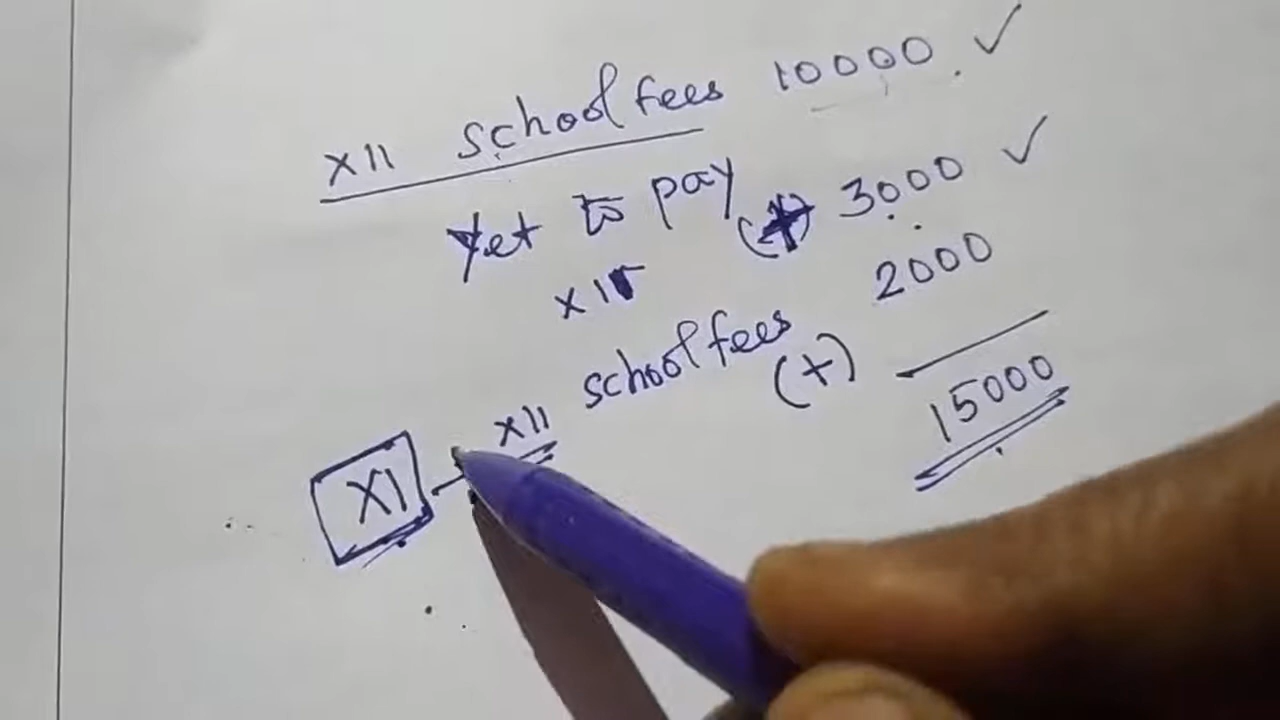 XII school fees 10000. ✓
Yet to pay (+) 3000 ✓
XII 2000
school fees (+)
15000
XI - XII